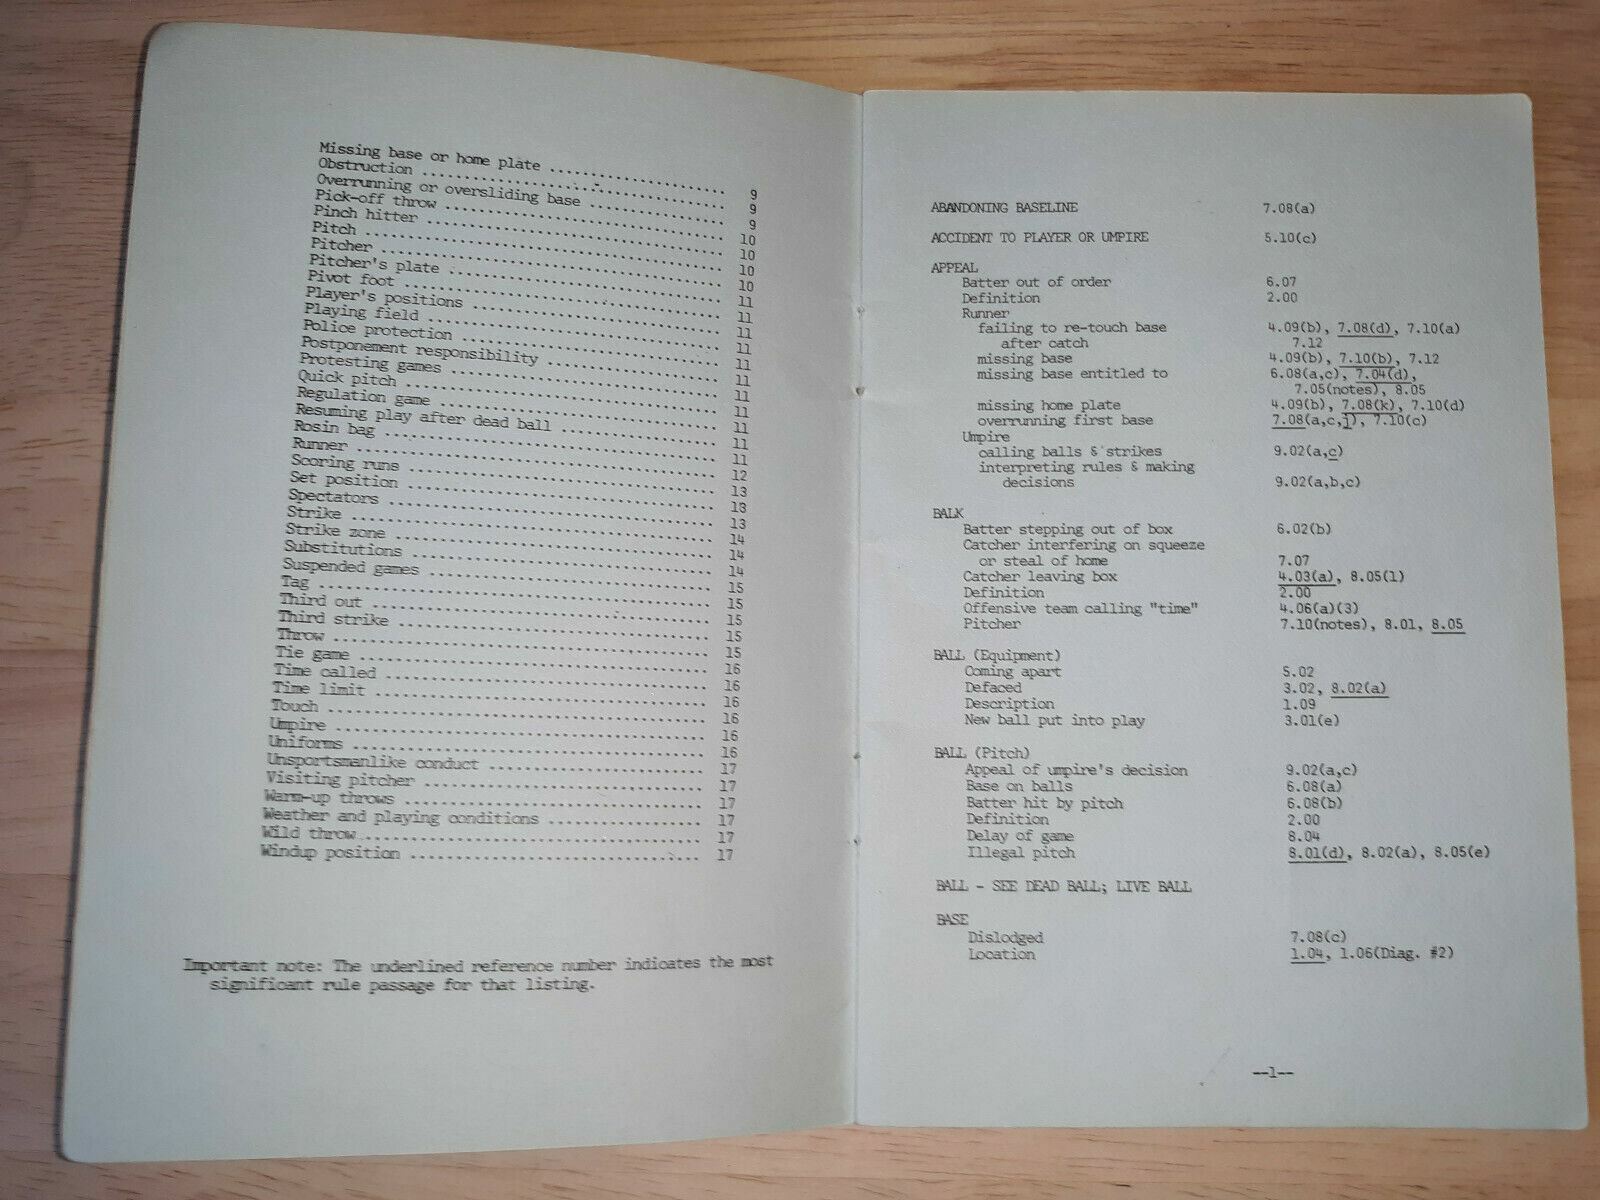 Missing base or home plate ........................ 9
Obstruction ........................ 9
Overrunning or oversliding base ................ 9
Pick-off throw ........................ 10
Pinch hitter ........................ 10
Pitch ........................ 10
Pitcher ........................ 10
Pitcher's plate ........................ 11
Pivot foot ........................ 11
Player's positions ........................ 11
Playing field ........................ 11
Police protection ........................ 11
Postponement responsibility .................... 11
Protesting games ........................ 11
Quick pitch ........................ 11
Regulation game ........................ 11
Resuming play after dead ball .................. 11
Rosin bag ........................ 11
Runner ........................ 12
Scoring runs ........................ 13
Set position ........................ 13
Spectators ........................ 13
Strike ........................ 14
Strike zone ........................ 14
Substitutions ........................ 14
Suspended games ........................ 15
Tag ........................ 15
Third out ........................ 15
Third strike ........................ 15
Throw ........................ 15
Tie game ........................ 16
Time called ........................ 16
Time limit ........................ 16
Touch ........................ 16
Umpire ........................ 16
Uniforms ........................ 16
Unsportsmanlike conduct ........................ 17
Visiting pitcher ........................ 17
Warm-up throws ........................ 17
Weather and playing conditions ................. 17
Wild throw ........................ 17
Windup position ........................ 17
Important note: The underlined reference number indicates the most
significant rule passage for that listing.
ABANDONING BASELINE 7.08(a)
ACCIDENT TO PLAYER OR UMPIRE 5.10(c)
APPEAL
Batter out of order 6.07
Definition 2.00
Runner
failing to re-touch base 4.09(b), 7.08(d), 7.10(a)
after catch 7.12
missing base 4.09(b), 7.10(b), 7.12
missing base entitled to 6.08(a,c), 7.04(d),
7.05(notes), 8.05
missing home plate 4.09(b), 7.08(k), 7.10(d)
overrunning first base 7.08(a,c,j), 7.10(c)
Umpire
calling balls & strikes 9.02(a,c)
interpreting rules & making
decisions 9.02(a,b,c)
BALK
Batter stepping out of box 6.02(b)
Catcher interfering on squeeze
or steal of home 7.07
Catcher leaving box 4.03(a), 8.05(l)
Definition 2.00
Offensive team calling "time" 4.06(a)(3)
Pitcher 7.10(notes), 8.01, 8.05
BALL (Equipment)
Coming apart 5.02
Defaced 3.02, 8.02(a)
Description 1.09
New ball put into play 3.01(e)
BALL (Pitch)
Appeal of umpire's decision 9.02(a,c)
Base on balls 6.08(a)
Batter hit by pitch 6.08(b)
Definition 2.00
Delay of game 8.04
Illegal pitch 8.01(d), 8.02(a), 8.05(e)
BALL - SEE DEAD BALL; LIVE BALL
BASE
Dislodged 7.08(c)
Location 1.04, 1.06(Diag. #2)
--1--